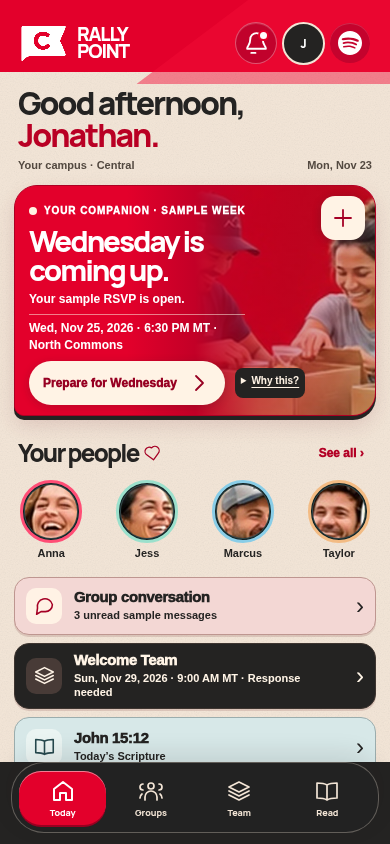 C RALLY
POINT
J
Good afternoon,
Jonathan.
Your campus · Central
Mon, Nov 23
YOUR COMPANION · SAMPLE WEEK
Wednesday is
coming up.
Your sample RSVP is open.
Wed, Nov 25, 2026 · 6:30 PM MT ·
North Commons
Prepare for Wednesday
Why this?
Your people
See all ›
Anna
Jess
Marcus
Taylor
Group conversation
3 unread sample messages
Welcome Team
Sun, Nov 29, 2026 · 9:00 AM MT · Response
needed
John 15:12
Today's Scripture
Today
Groups
Team
Read